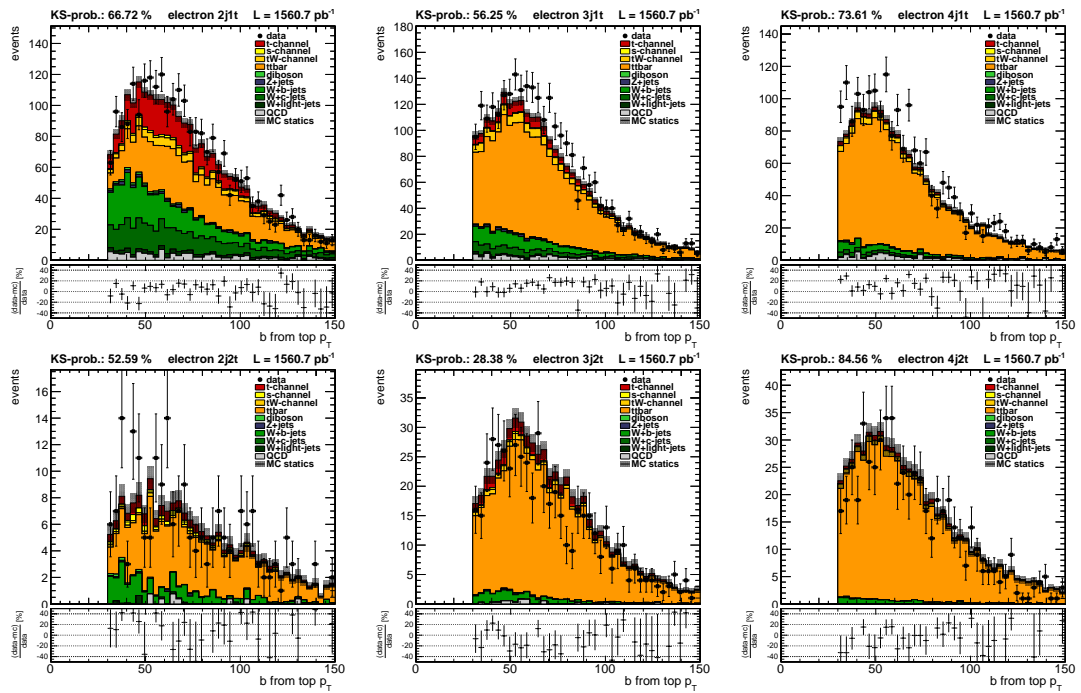 KS-prob.: 66.72 % electron 2j1t L = 1560.7 pb-1
events
data
t-channel
s-channel
tW-channel
ttbar
diboson
Z+jets
W+b-jets
W+c-jets
W+light-jets
QCD
MC statics
140
120
100
80
60
40
20
0
(data-mc)
data
[%]
40
20
0
-20
-40
0 50 100 150
b from top pT
KS-prob.: 56.25 % electron 3j1t L = 1560.7 pb-1
events
data
t-channel
s-channel
tW-channel
ttbar
diboson
Z+jets
W+b-jets
W+c-jets
W+light-jets
QCD
MC statics
180
160
140
120
100
80
60
40
20
0
(data-mc)
data
[%]
40
20
0
-20
-40
0 50 100 150
b from top pT
KS-prob.: 73.61 % electron 4j1t L = 1560.7 pb-1
events
data
t-channel
s-channel
tW-channel
ttbar
diboson
Z+jets
W+b-jets
W+c-jets
W+light-jets
QCD
MC statics
140
120
100
80
60
40
20
0
(data-mc)
data
[%]
40
20
0
-20
-40
0 50 100 150
b from top pT
KS-prob.: 52.59 % electron 2j2t L = 1560.7 pb-1
events
data
t-channel
s-channel
tW-channel
ttbar
diboson
Z+jets
W+b-jets
W+c-jets
W+light-jets
QCD
MC statics
16
14
12
10
8
6
4
2
0
(data-mc)
data
[%]
40
20
0
-20
-40
0 50 100 150
b from top pT
KS-prob.: 28.38 % electron 3j2t L = 1560.7 pb-1
events
data
t-channel
s-channel
tW-channel
ttbar
diboson
Z+jets
W+b-jets
W+c-jets
W+light-jets
QCD
MC statics
35
30
25
20
15
10
5
0
(data-mc)
data
[%]
40
20
0
-20
-40
0 50 100 150
b from top pT
KS-prob.: 84.56 % electron 4j2t L = 1560.7 pb-1
events
data
t-channel
s-channel
tW-channel
ttbar
diboson
Z+jets
W+b-jets
W+c-jets
W+light-jets
QCD
MC statics
40
35
30
25
20
15
10
5
0
(data-mc)
data
[%]
40
20
0
-20
-40
0 50 100 150
b from top pT